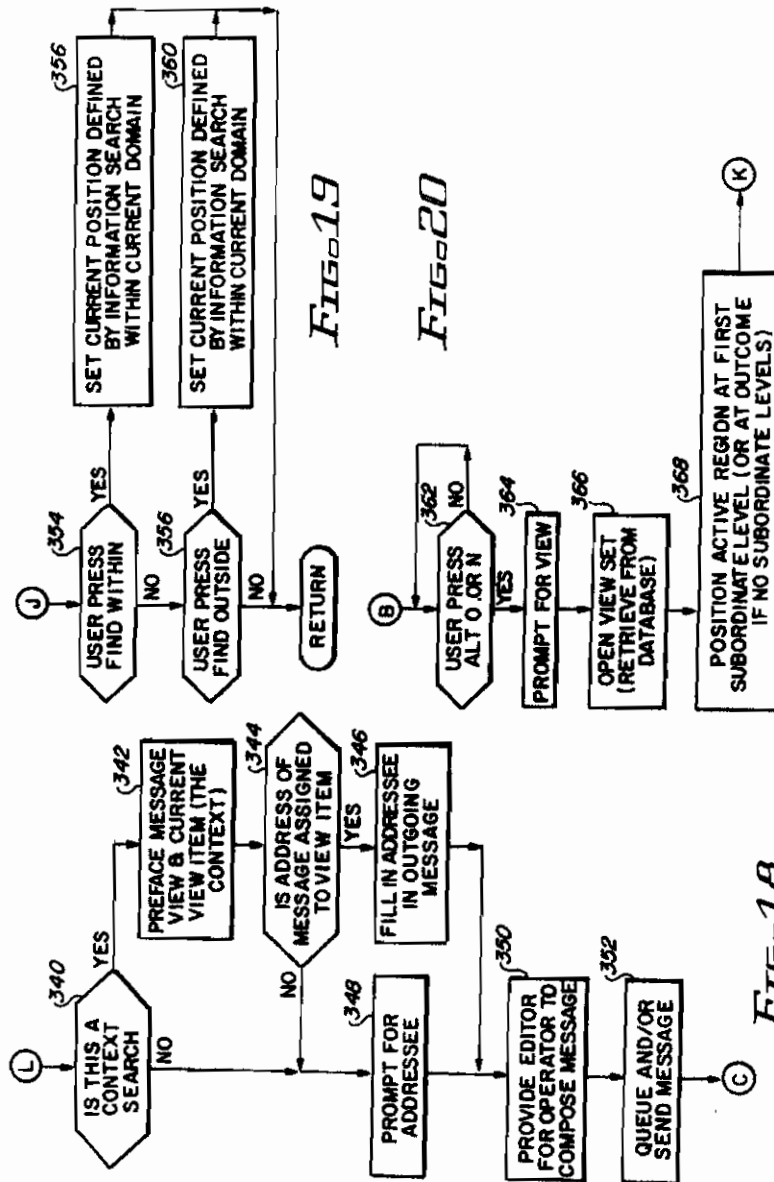 L
340
IS THIS A
CONTEXT
SEARCH
YES
NO
342
PREFACE MESSAGE
VIEW & CURRENT
VIEW ITEM (THE
CONTEXT)
344
IS ADDRESS OF
MESSAGE ASSIGNED
TO VIEW ITEM
NO
YES
346
FILL IN ADDRESSEE
IN OUTGOING
MESSAGE
348
PROMPT FOR
ADDRESSEE
350
PROVIDE EDITOR
FOR OPERATOR TO
COMPOSE MESSAGE
352
QUEUE AND/OR
SEND MESSAGE
C
FIG. 18
J
354
USER PRESS
FIND WITHIN
YES
NO
356
SET CURRENT POSITION DEFINED
BY INFORMATION SEARCH
WITHIN CURRENT DOMAIN
356
USER PRESS
FIND OUTSIDE
YES
NO
360
SET CURRENT POSITION DEFINED
BY INFORMATION SEARCH
WITHIN CURRENT DOMAIN
RETURN
FIG. 19
B
362
USER PRESS
ALT O .OR N
NO
YES
364
PROMPT FOR VIEW
366
OPEN VIEW SET
(RETRIEVE FROM
DATABASE)
368
POSITION ACTIVE REGION AT FIRST
SUBORDINATE LEVEL (OR AT OUTCOME
IF NO SUBORDINATE LEVELS)
K
FIG. 20